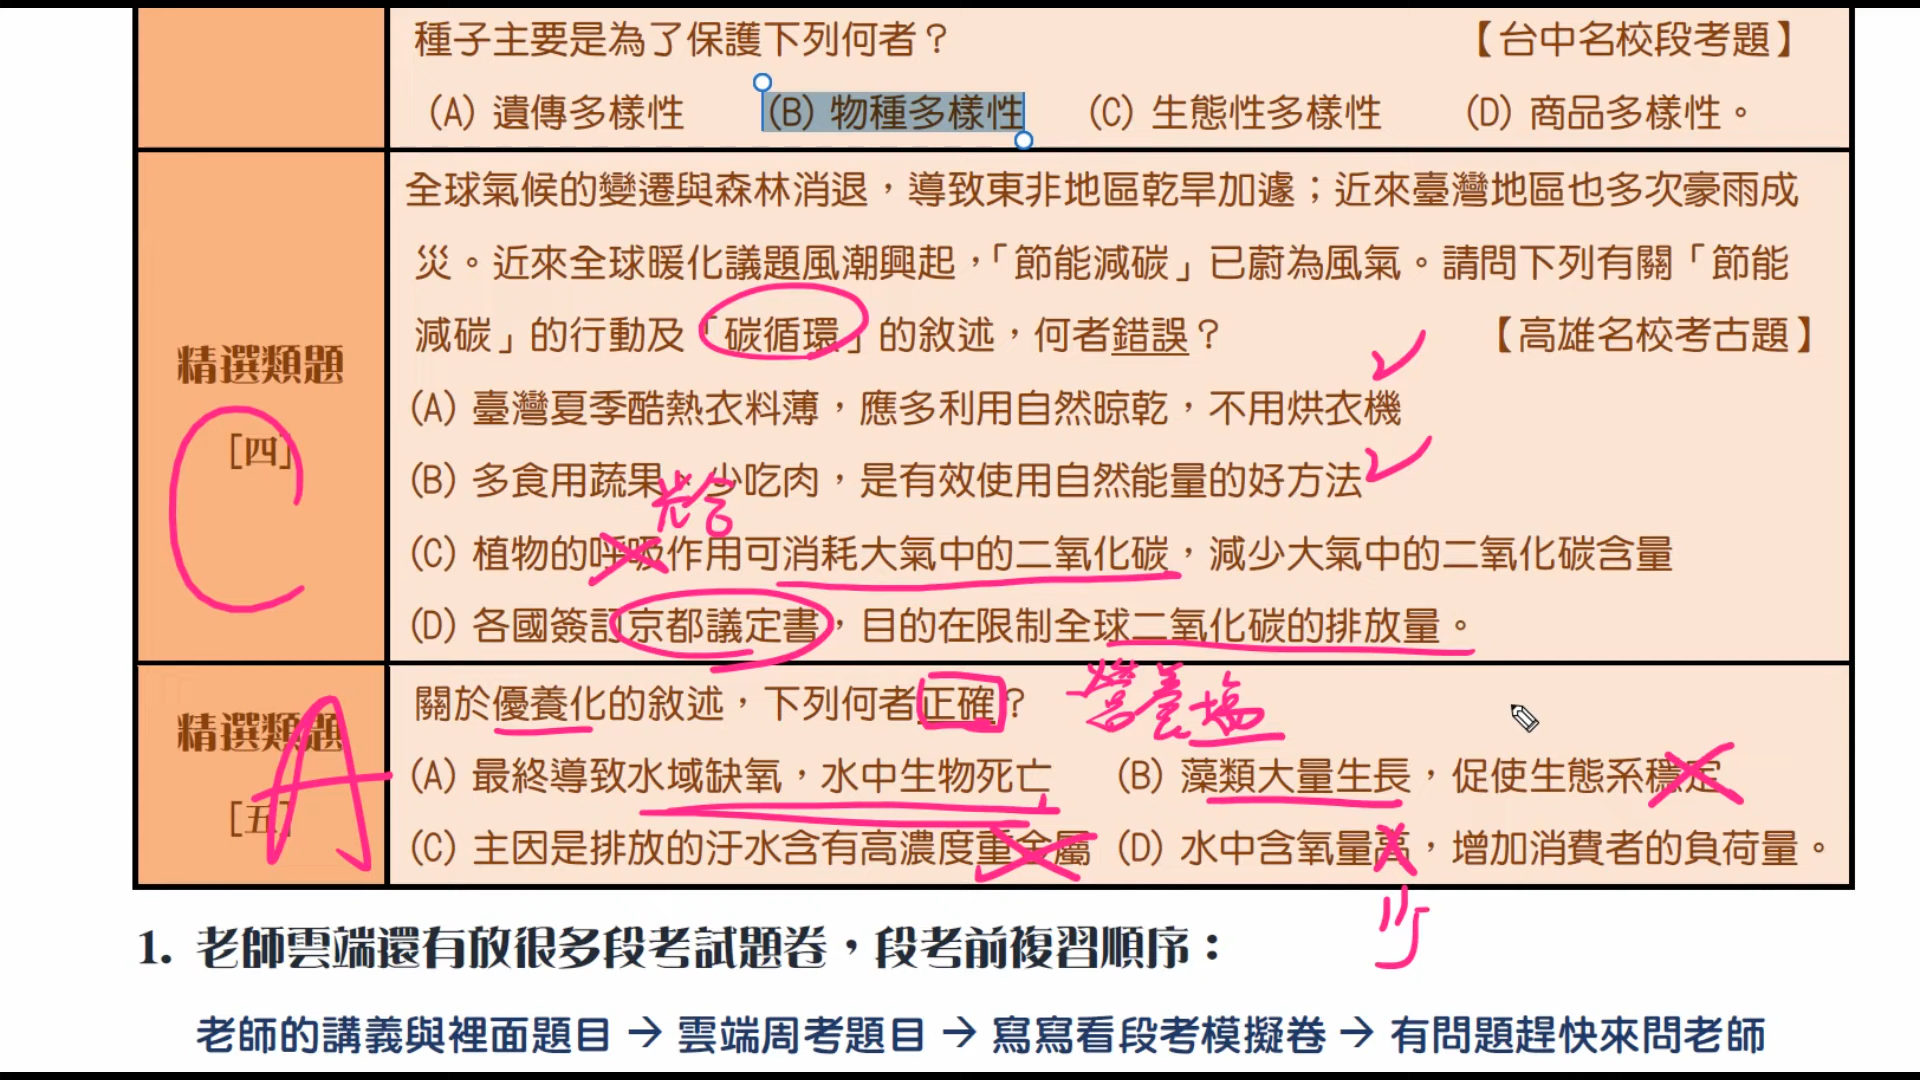 種子主要是為了保護下列何者？ 【台中名校段考題】
(A) 遺傳多樣性 (B) 物種多樣性 (C) 生態性多樣性 (D) 商品多樣性。
精選類題
[四]
C
全球氣候的變遷與森林消退，導致東非地區乾旱加遽；近來臺灣地區也多次豪雨成
災。近來全球暖化議題風潮興起，「節能減碳」已蔚為風氣。請問下列有關「節能
減碳」的行動及「碳循環」的敘述，何者錯誤？ 【高雄名校考古題】
(A) 臺灣夏季酷熱衣料薄，應多利用自然晾乾，不用烘衣機
(B) 多食用蔬果、少吃肉，是有效使用自然能量的好方法
光合
(C) 植物的呼吸作用可消耗大氣中的二氧化碳，減少大氣中的二氧化碳含量
(D) 各國簽訂京都議定書，目的在限制全球二氧化碳的排放量。
精選類題
[五]
A
關於優養化的敘述，下列何者正確？ 營養塩
(A) 最終導致水域缺氧，水中生物死亡 (B) 藻類大量生長，促使生態系穩定
(C) 主因是排放的汙水含有高濃度重金屬 (D) 水中含氧量高，增加消費者的負荷量。
1. 老師雲端還有放很多段考試題卷，段考前複習順序：
老師的講義與裡面題目 → 雲端周考題目 → 寫寫看段考模擬卷 → 有問題趕快來問老師